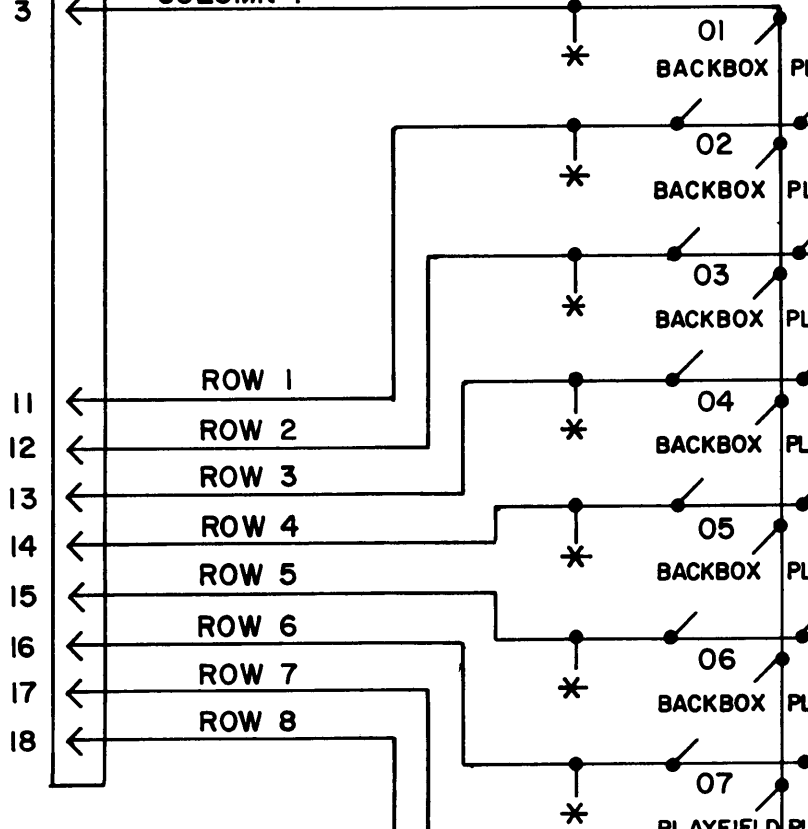 3
01
BACKBOX
02
BACKBOX
03
BACKBOX
11 ROW 1
04
12 ROW 2
BACKBOX
13 ROW 3
14 ROW 4
05
15 ROW 5
BACKBOX
16 ROW 6
06
17 ROW 7
BACKBOX
18 ROW 8
07